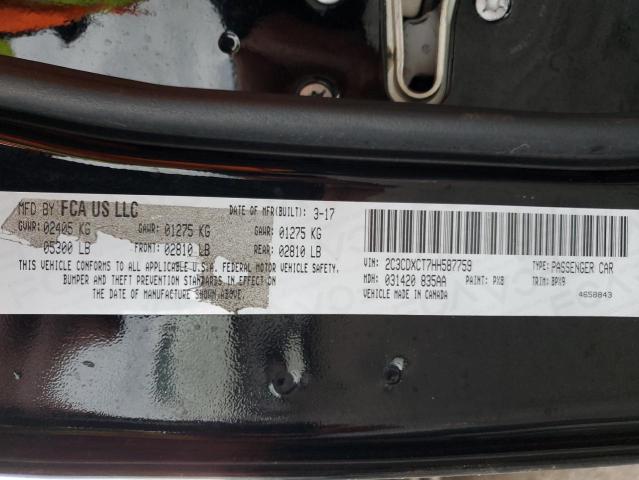 MFD BY FCA US LLC DATE OF MFR(BUILT): 3-17
GVWR: 02405 KG GAWR: 01275 KG GAWR: 01275 KG
05300 LB FRONT: 02810 LB REAR: 02810 LB
THIS VEHICLE CONFORMS TO ALL APPLICABLE U.S.A. FEDERAL MOTOR VEHICLE SAFETY,
BUMPER AND THEFT PREVENTION STANDARDS IN EFFECT ON
THE DATE OF MANUFACTURE SHOWN ABOVE.
VIN: 2C3CDXCT7HH587759 TYPE: PASSENGER CAR
MDH: 031420 835AA PAINT: PX8 TRIM: BPX9
VEHICLE MADE IN CANADA 4658843